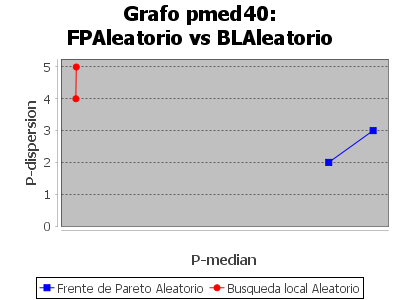 Grafo pmed40:
FPAleatorio vs BLAleatorio
5
4
3
2
1
0
P-dispersion
P-median
Frente de Pareto Aleatorio
Busqueda local Aleatorio